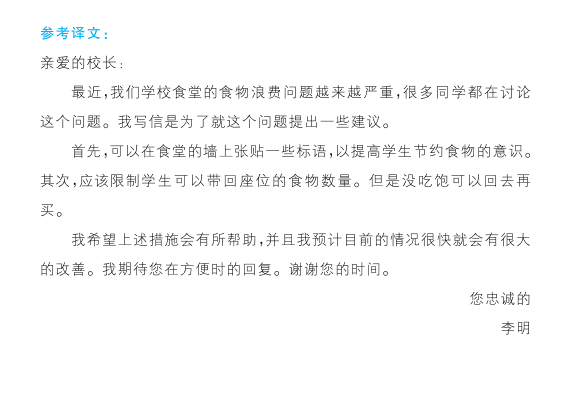 参考译文：
亲爱的校长：
最近，我们学校食堂的食物浪费问题越来越严重，很多同学都在讨论
这个问题。我写信是为了就这个问题提出一些建议。
首先，可以在食堂的墙上张贴一些标语，以提高学生节约食物的意识。
其次，应该限制学生可以带回座位的食物数量。但是没吃饱可以回去再
买。
我希望上述措施会有所帮助，并且我预计目前的情况很快就会有很大
的改善。我期待您在方便时的回复。谢谢您的时间。
您忠诚的
李明